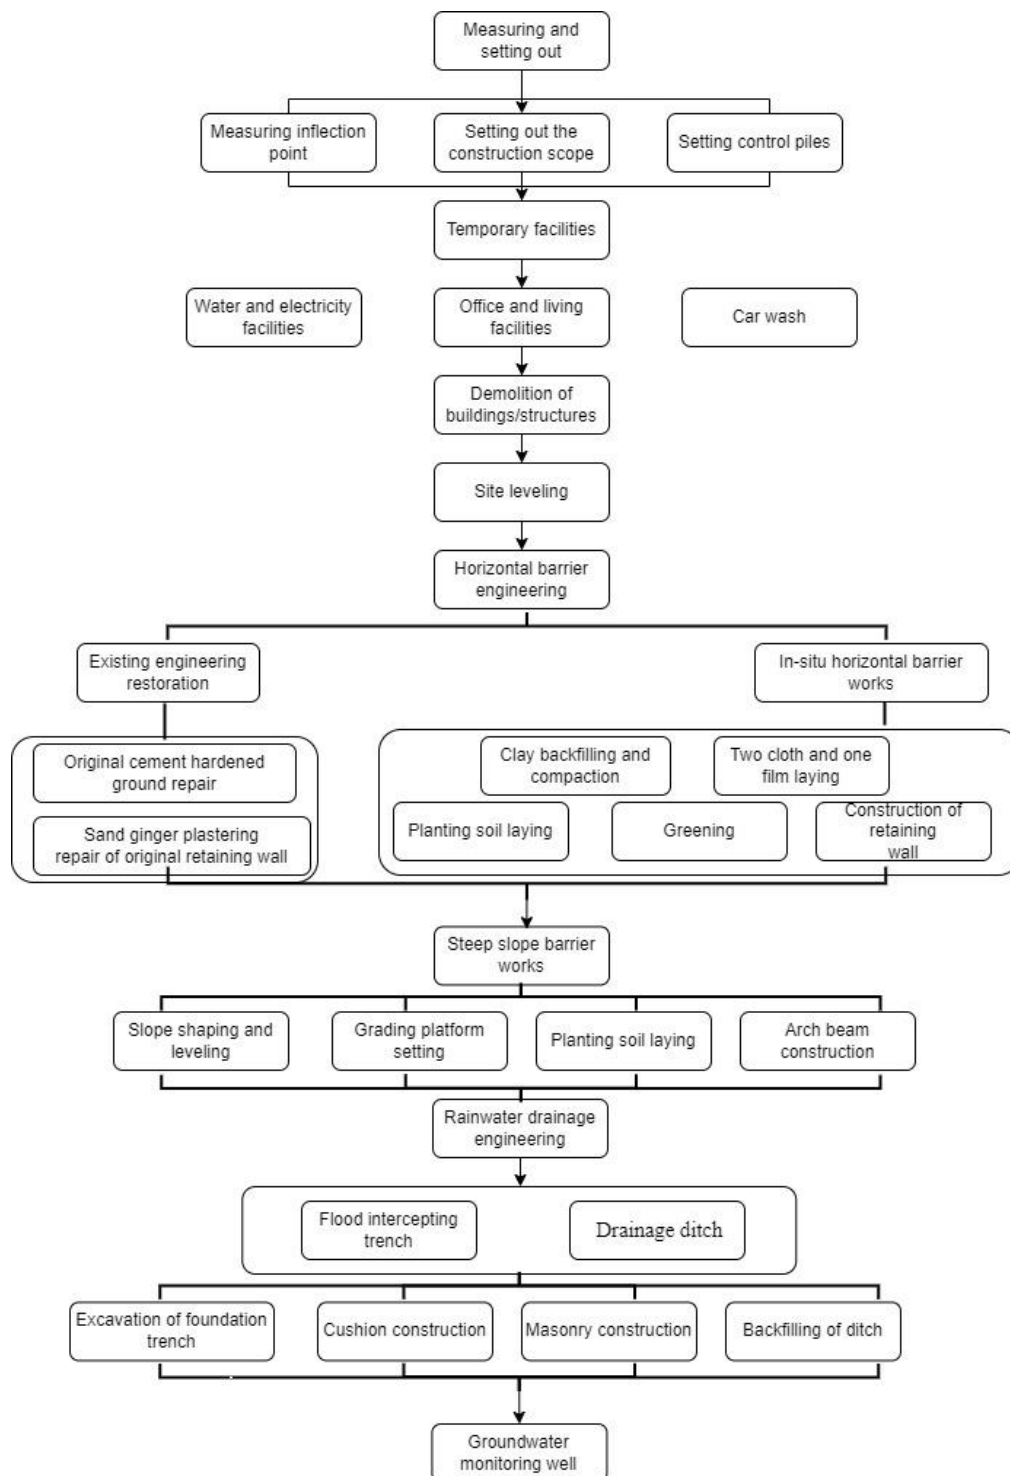 Measuring and
setting out
Measuring inflection
point
Setting out the
construction scope
Setting control piles
Temporary facilities
Water and electricity
facilities
Office and living
facilities
Car wash
Demolition of
buildings/structures
Site leveling
Horizontal barrier
engineering
Existing engineering
restoration
In-situ horizontal barrier
works
Original cement hardened
ground repair
Clay backfilling and
compaction
Two cloth and one
film laying
Sand ginger plastering
repair of original retaining wall
Planting soil laying
Greening
Construction of
retaining
wall
Steep slope barrier
works
Slope shaping and
leveling
Grading platform
setting
Planting soil laying
Arch beam
construction
Rainwater drainage
engineering
Flood intercepting
trench
Drainage ditch
Excavation of foundation
trench
Cushion construction
Masonry construction
Backfilling of ditch
Groundwater
monitoring well